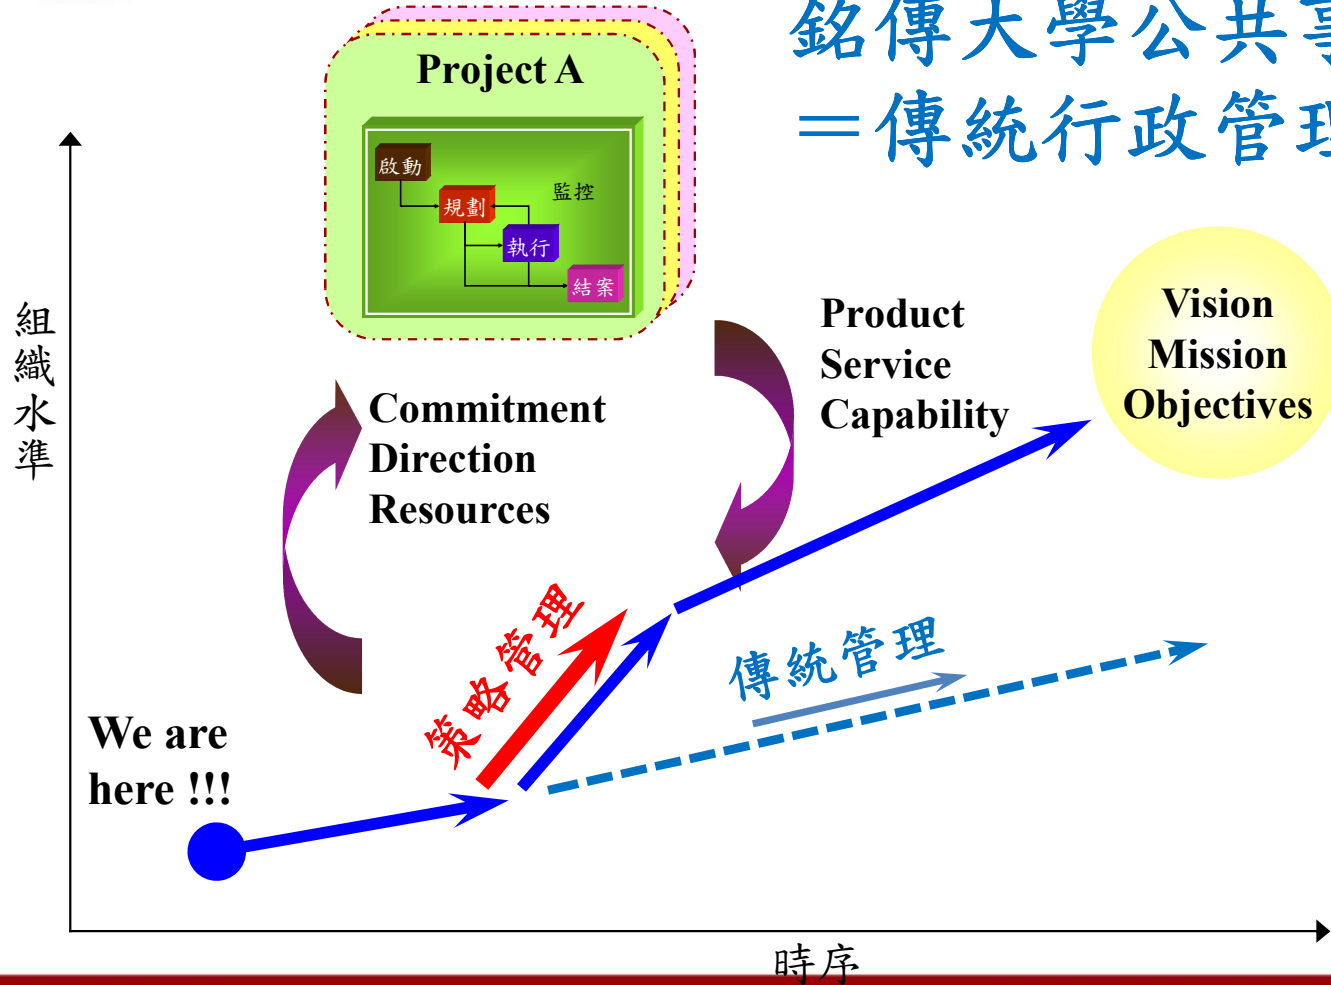 銘傳大學公共事
＝傳統行政管理
Project A
啟動
規劃
監控
執行
結案
組織水準
Commitment
Direction
Resources
Product
Service
Capability
Vision
Mission
Objectives
策略管理
傳統管理
We are
here !!!
時序